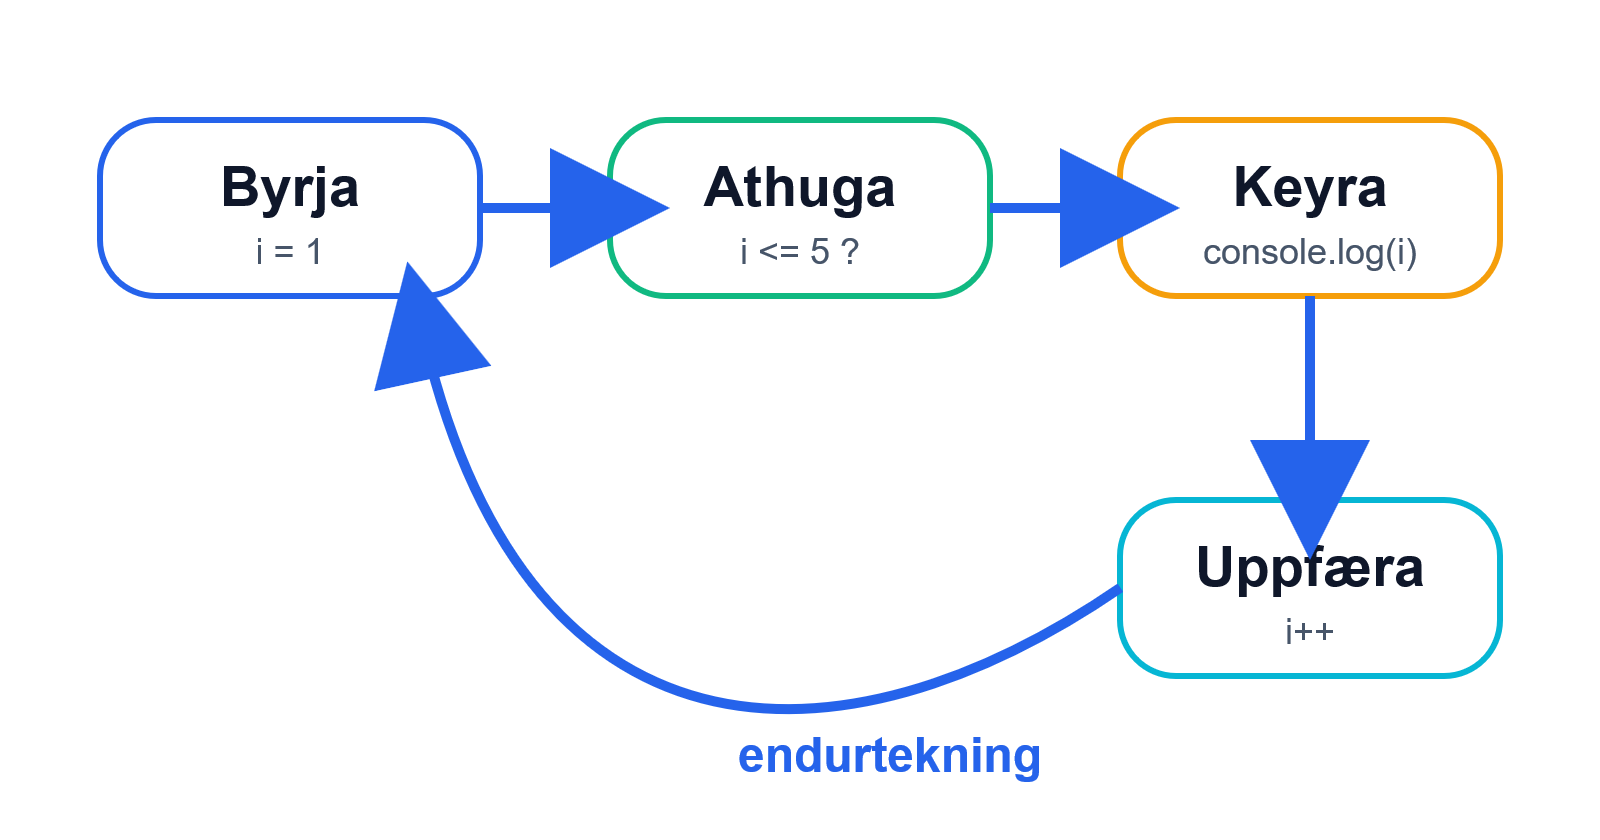 Byrja
i = 1
Athuga
i <= 5 ?
Keyra
console.log(i)
Uppfæra
i++
endurtekning